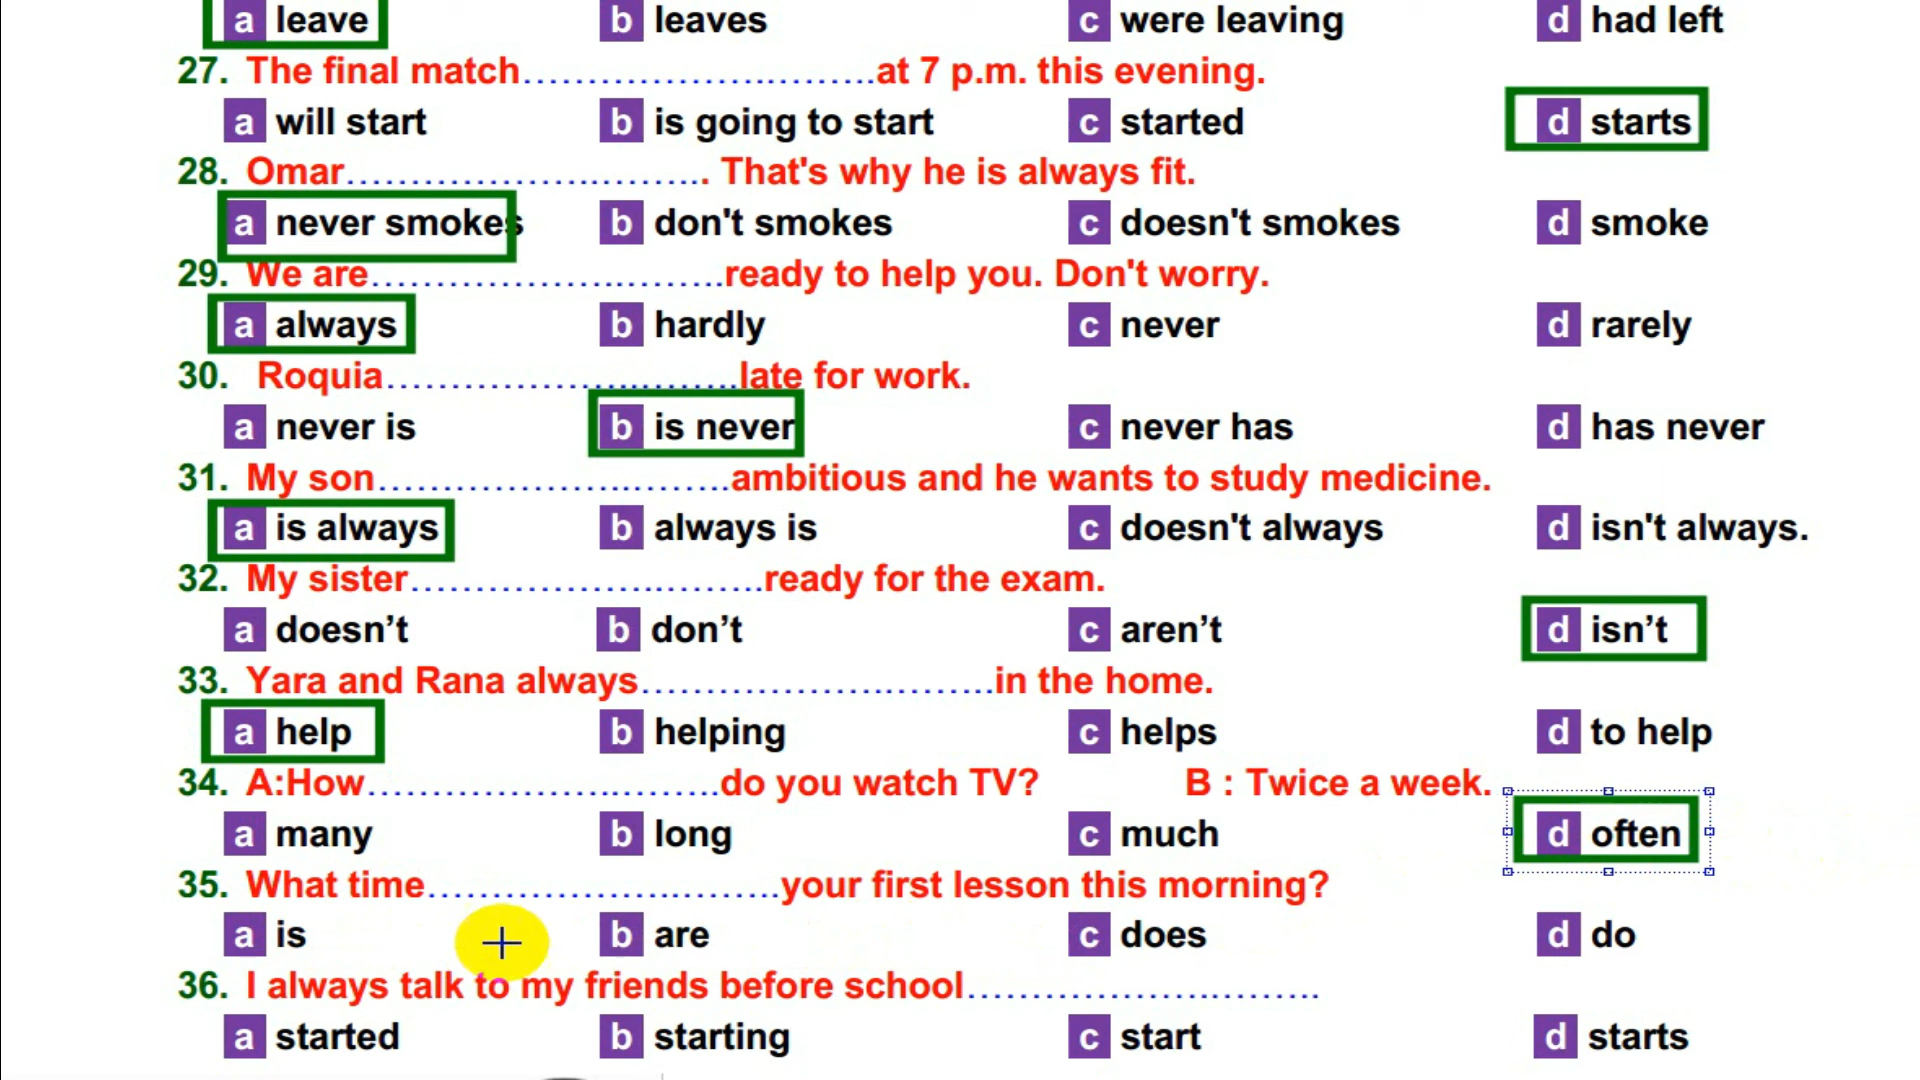 a leave b leaves c were leaving d had left
27. The final match……………….……….at 7 p.m. this evening.
a will start b is going to start c started d starts
28. Omar……………….………. That's why he is always fit.
a never smokes b don't smokes c doesn't smokes d smoke
29. We are……………….……….ready to help you. Don't worry.
a always b hardly c never d rarely
30. Roquia……………….……….late for work.
a never is b is never c never has d has never
31. My son……………….……….ambitious and he wants to study medicine.
a is always b always is c doesn't always d isn't always.
32. My sister……………….……….ready for the exam.
a doesn’t b don’t c aren’t d isn’t
33. Yara and Rana always……………….……….in the home.
a help b helping c helps d to help
34. A:How……………….……….do you watch TV? B : Twice a week.
a many b long c much d often
35. What time……………….……….your first lesson this morning?
a is b are c does d do
36. I always talk to my friends before school……………….……….
a started b starting c start d starts